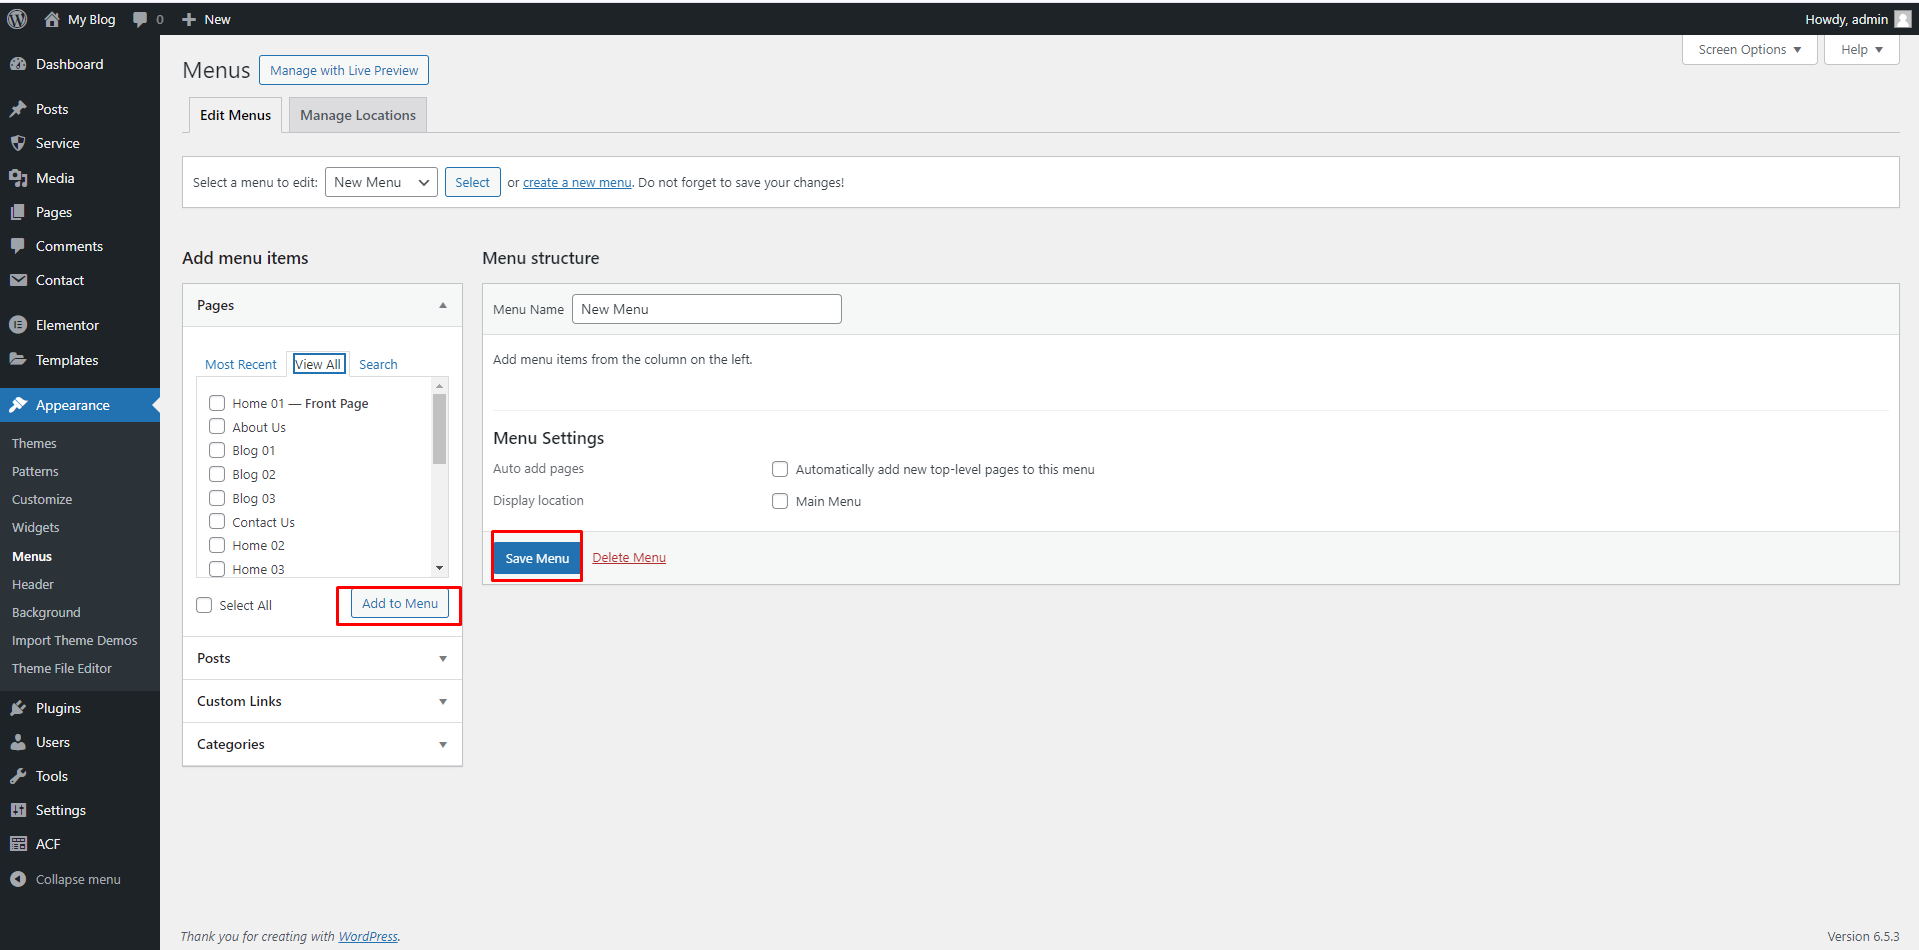 My Blog
0
New
Howdy, admin
Screen Options
Help
Dashboard
Posts
Service
Media
Pages
Comments
Contact
Elementor
Templates
Appearance
Themes
Patterns
Customize
Widgets
Menus
Header
Background
Import Theme Demos
Theme File Editor
Plugins
Users
Tools
Settings
ACF
Collapse menu
Menus
Manage with Live Preview
Edit Menus
Manage Locations
Select a menu to edit: New Menu Select or create a new menu. Do not forget to save your changes!
Add menu items
Pages
Most Recent
View All
Search
Home 01 — Front Page
About Us
Blog 01
Blog 02
Blog 03
Contact Us
Home 02
Home 03
Select All
Add to Menu
Posts
Custom Links
Categories
Menu structure
Menu Name New Menu
Add menu items from the column on the left.
Menu Settings
Auto add pages
Automatically add new top-level pages to this menu
Display location
Main Menu
Save Menu
Delete Menu
Thank you for creating with WordPress.
Version 6.5.3